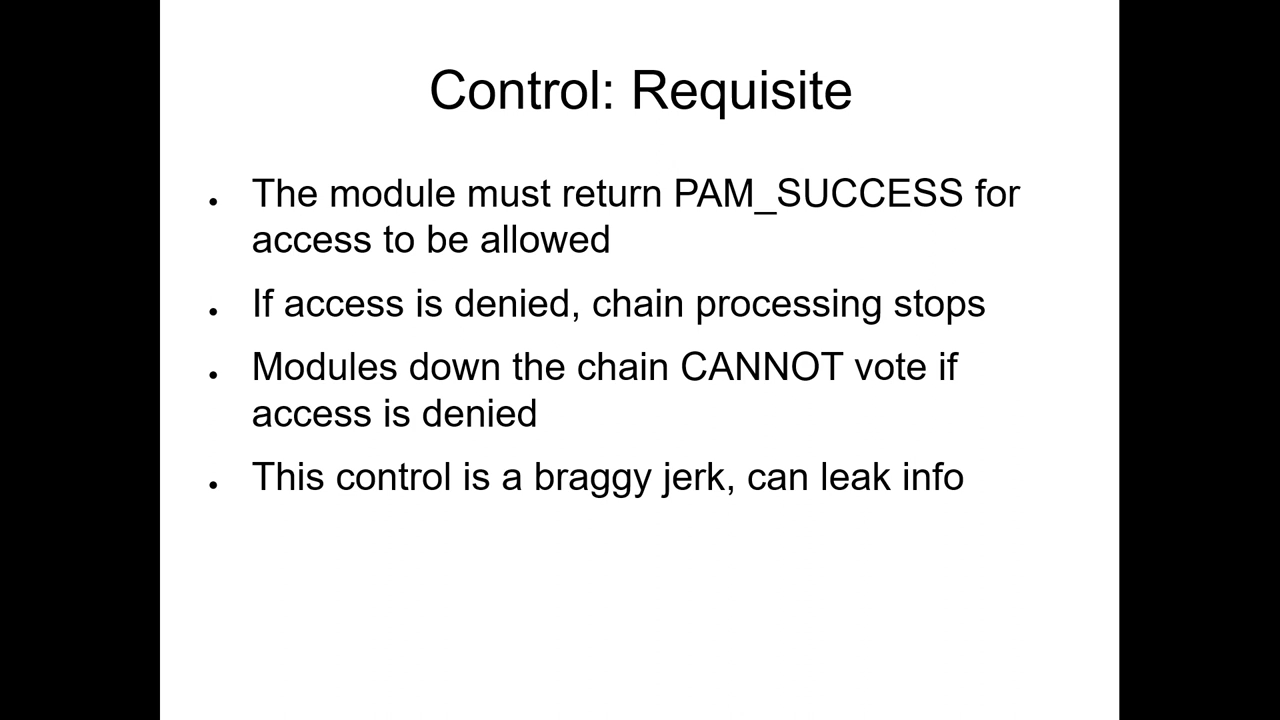 Control: Requisite
● The module must return PAM_SUCCESS for
access to be allowed
● If access is denied, chain processing stops
● Modules down the chain CANNOT vote if
access is denied
● This control is a braggy jerk, can leak info